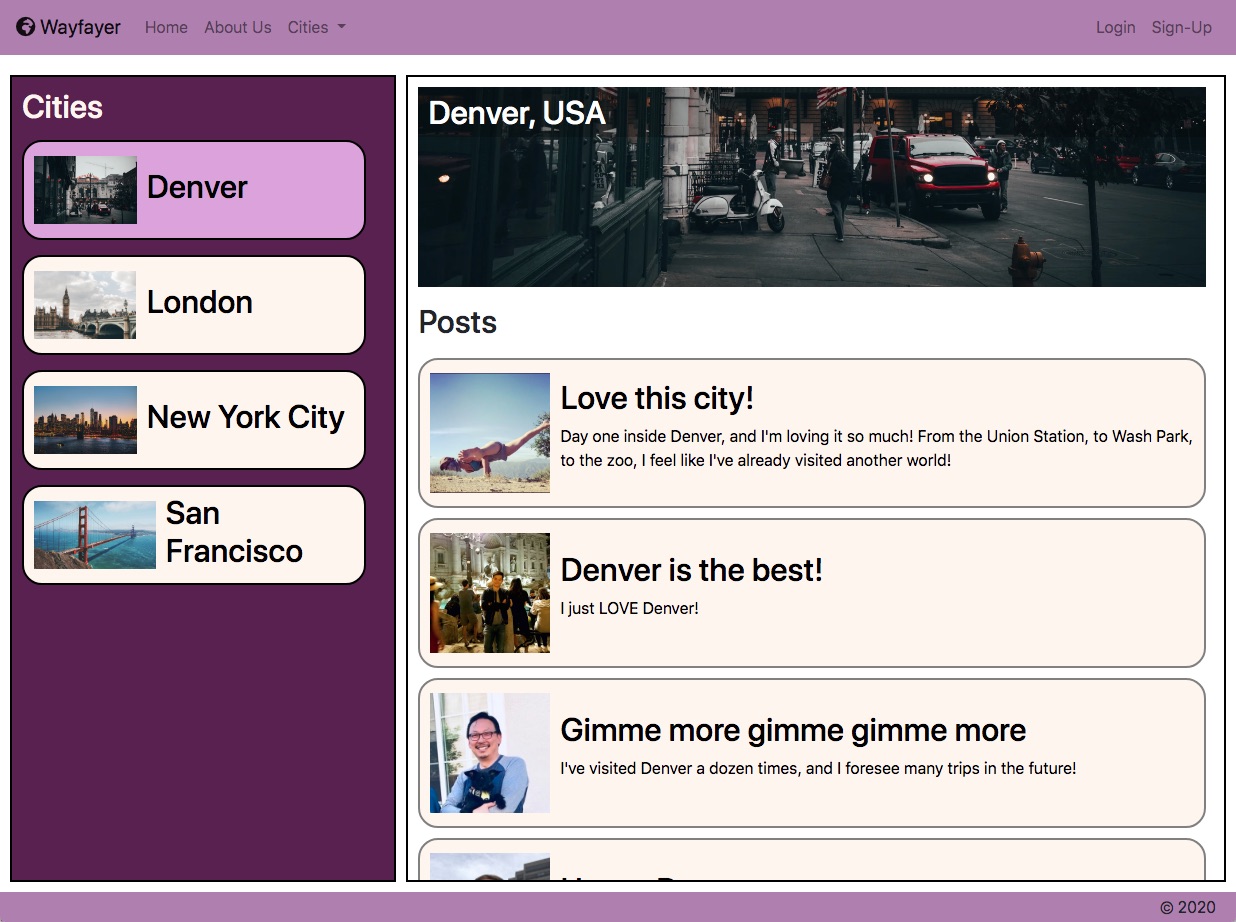 Wayfayer Home About Us Cities Login Sign-Up
Cities
Denver
London
New York City
San
Francisco
Denver, USA
Posts
Love this city!
Day one inside Denver, and I'm loving it so much! From the Union Station, to Wash Park,
to the zoo, I feel like I've already visited another world!
Denver is the best!
I just LOVE Denver!
Gimme more gimme gimme more
I've visited Denver a dozen times, and I foresee many trips in the future!
© 2020